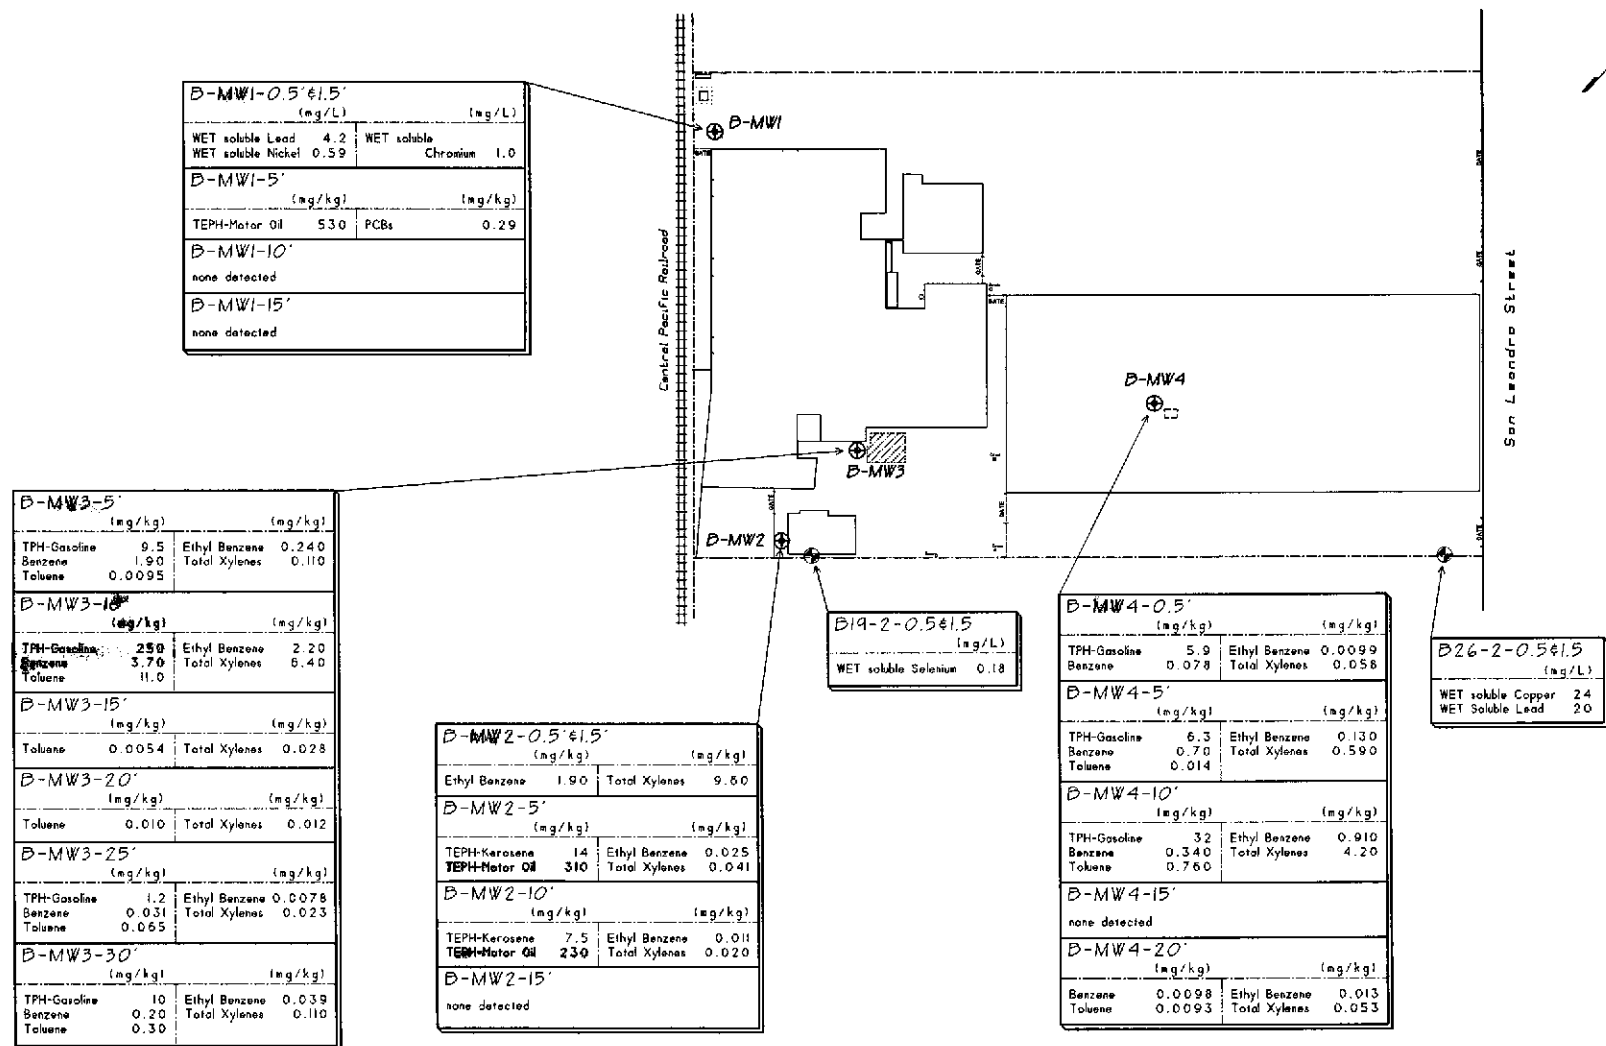 B-MW1-0.5'&1.5'
(mg/L) (mg/L)
WET soluble Lead 4.2 WET soluble
WET soluble Nickel 0.59 Chromium 1.0
B-MW1-5'
(mg/kg) (mg/kg)
TEPH-Motor Oil 530 PCBs 0.29
B-MW1-10'
none detected
B-MW1-15'
none detected
B-MW1
GATE
Central Pacific Railroad
GATE
GATE
GATE
GATE
San Leandro Street
B-MW4
B-MW3
GATE
GATE
GATE
B-MW2
B-MW3-5'
(mg/kg) (mg/kg)
TPH-Gasoline 9.5 Ethyl Benzene 0.240
Benzene 1.90 Total Xylenes 0.110
Toluene 0.0095
B-MW3-10'
(mg/kg) (mg/kg)
TPH-Gasoline 250 Ethyl Benzene 2.20
Benzene 3.70 Total Xylenes 6.40
Toluene 11.0
B-MW3-15'
(mg/kg) (mg/kg)
Toluene 0.0054 Total Xylenes 0.028
B-MW3-20'
(mg/kg) (mg/kg)
Toluene 0.010 Total Xylenes 0.012
B-MW3-25'
(mg/kg) (mg/kg)
TPH-Gasoline 1.2 Ethyl Benzene 0.0078
Benzene 0.031 Total Xylenes 0.023
Toluene 0.065
B-MW3-30'
(mg/kg) (mg/kg)
TPH-Gasoline 10 Ethyl Benzene 0.039
Benzene 0.20 Total Xylenes 0.110
Toluene 0.30
B-MW2-0.5'&1.5'
(mg/kg) (mg/kg)
Ethyl Benzene 1.90 Total Xylenes 9.60
B-MW2-5'
(mg/kg) (mg/kg)
TEPH-Kerosene 14 Ethyl Benzene 0.025
TEPH-Motor Oil 310 Total Xylenes 0.041
B-MW2-10'
(mg/kg) (mg/kg)
TEPH-Kerosene 7.5 Ethyl Benzene 0.011
TEPH-Motor Oil 230 Total Xylenes 0.020
B-MW2-15'
none detected
B19-2-0.5&1.5
(mg/L)
WET soluble Selenium 0.18
B-MW4-0.5'
(mg/kg) (mg/kg)
TPH-Gasoline 5.9 Ethyl Benzene 0.0099
Benzene 0.078 Total Xylenes 0.058
B-MW4-5'
(mg/kg) (mg/kg)
TPH-Gasoline 6.3 Ethyl Benzene 0.130
Benzene 0.70 Total Xylenes 0.590
Toluene 0.014
B-MW4-10'
(mg/kg) (mg/kg)
TPH-Gasoline 32 Ethyl Benzene 0.910
Benzene 0.340 Total Xylenes 4.20
Toluene 0.760
B-MW4-15'
none detected
B-MW4-20'
(mg/kg) (mg/kg)
Benzene 0.0098 Ethyl Benzene 0.013
Toluene 0.0093 Total Xylenes 0.053
B26-2-0.5&1.5
(mg/L)
WET soluble Copper 24
WET Soluble Lead 20